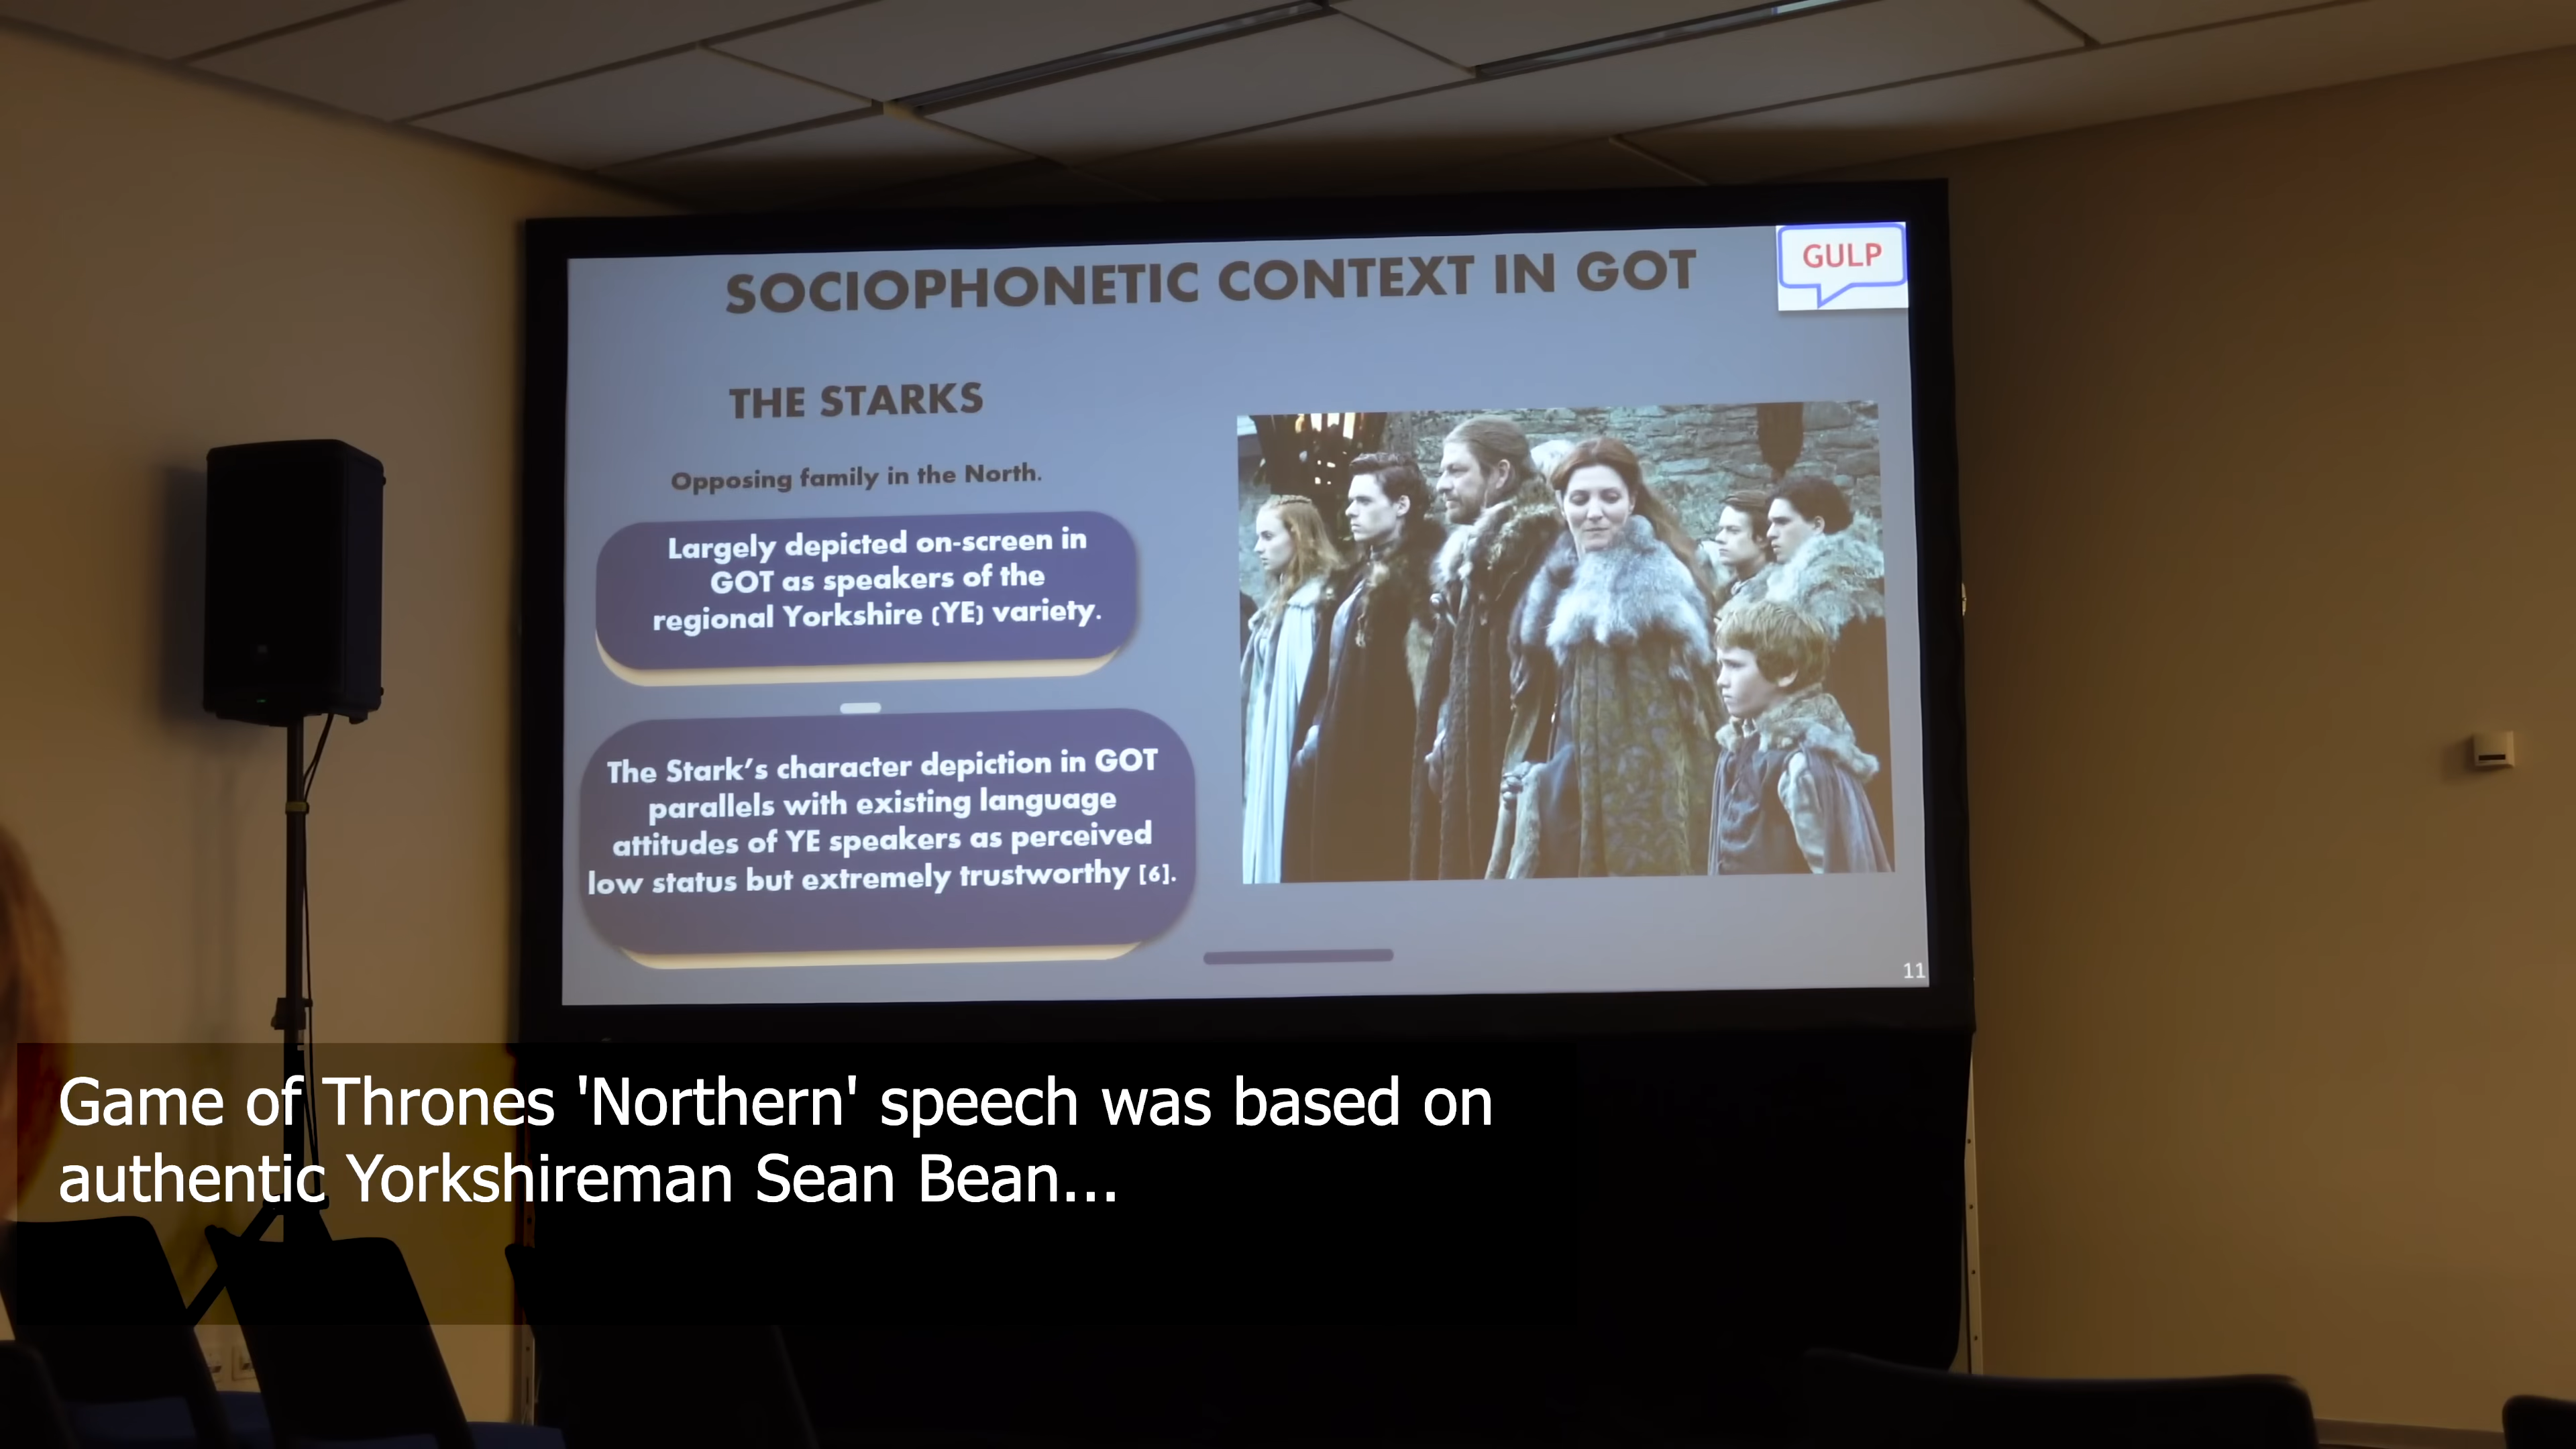 SOCIOPHONETIC CONTEXT IN GOT
GULP
THE STARKS
Opposing family in the North.
Largely depicted on-screen in
GOT as speakers of the
regional Yorkshire (YE) variety.
The Stark's character depiction in GOT
parallels with existing language
attitudes of YE speakers as perceived
low status but extremely trustworthy [6].
11
Game of Thrones 'Northern' speech was based on
authentic Yorkshireman Sean Bean...